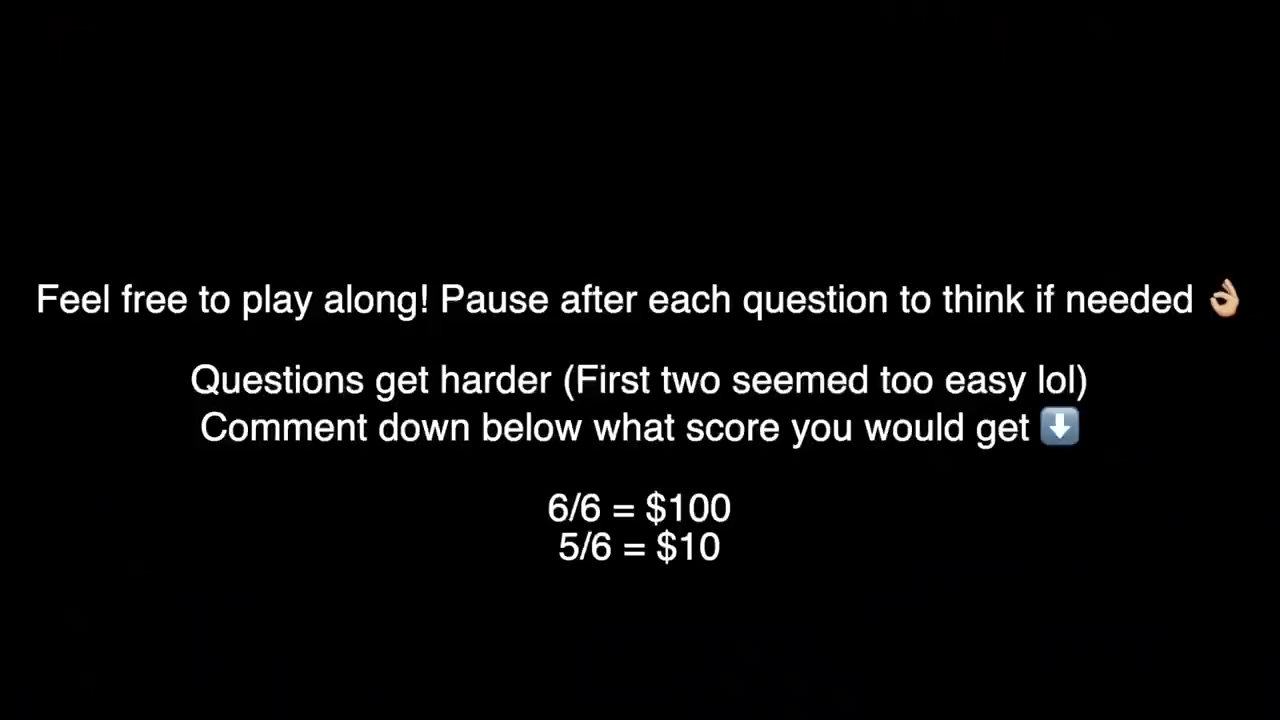 Feel free to play along! Pause after each question to think if needed 👌🏼
Questions get harder (First two seemed too easy lol)
Comment down below what score you would get ⬇️
6/6 = $100
5/6 = $10